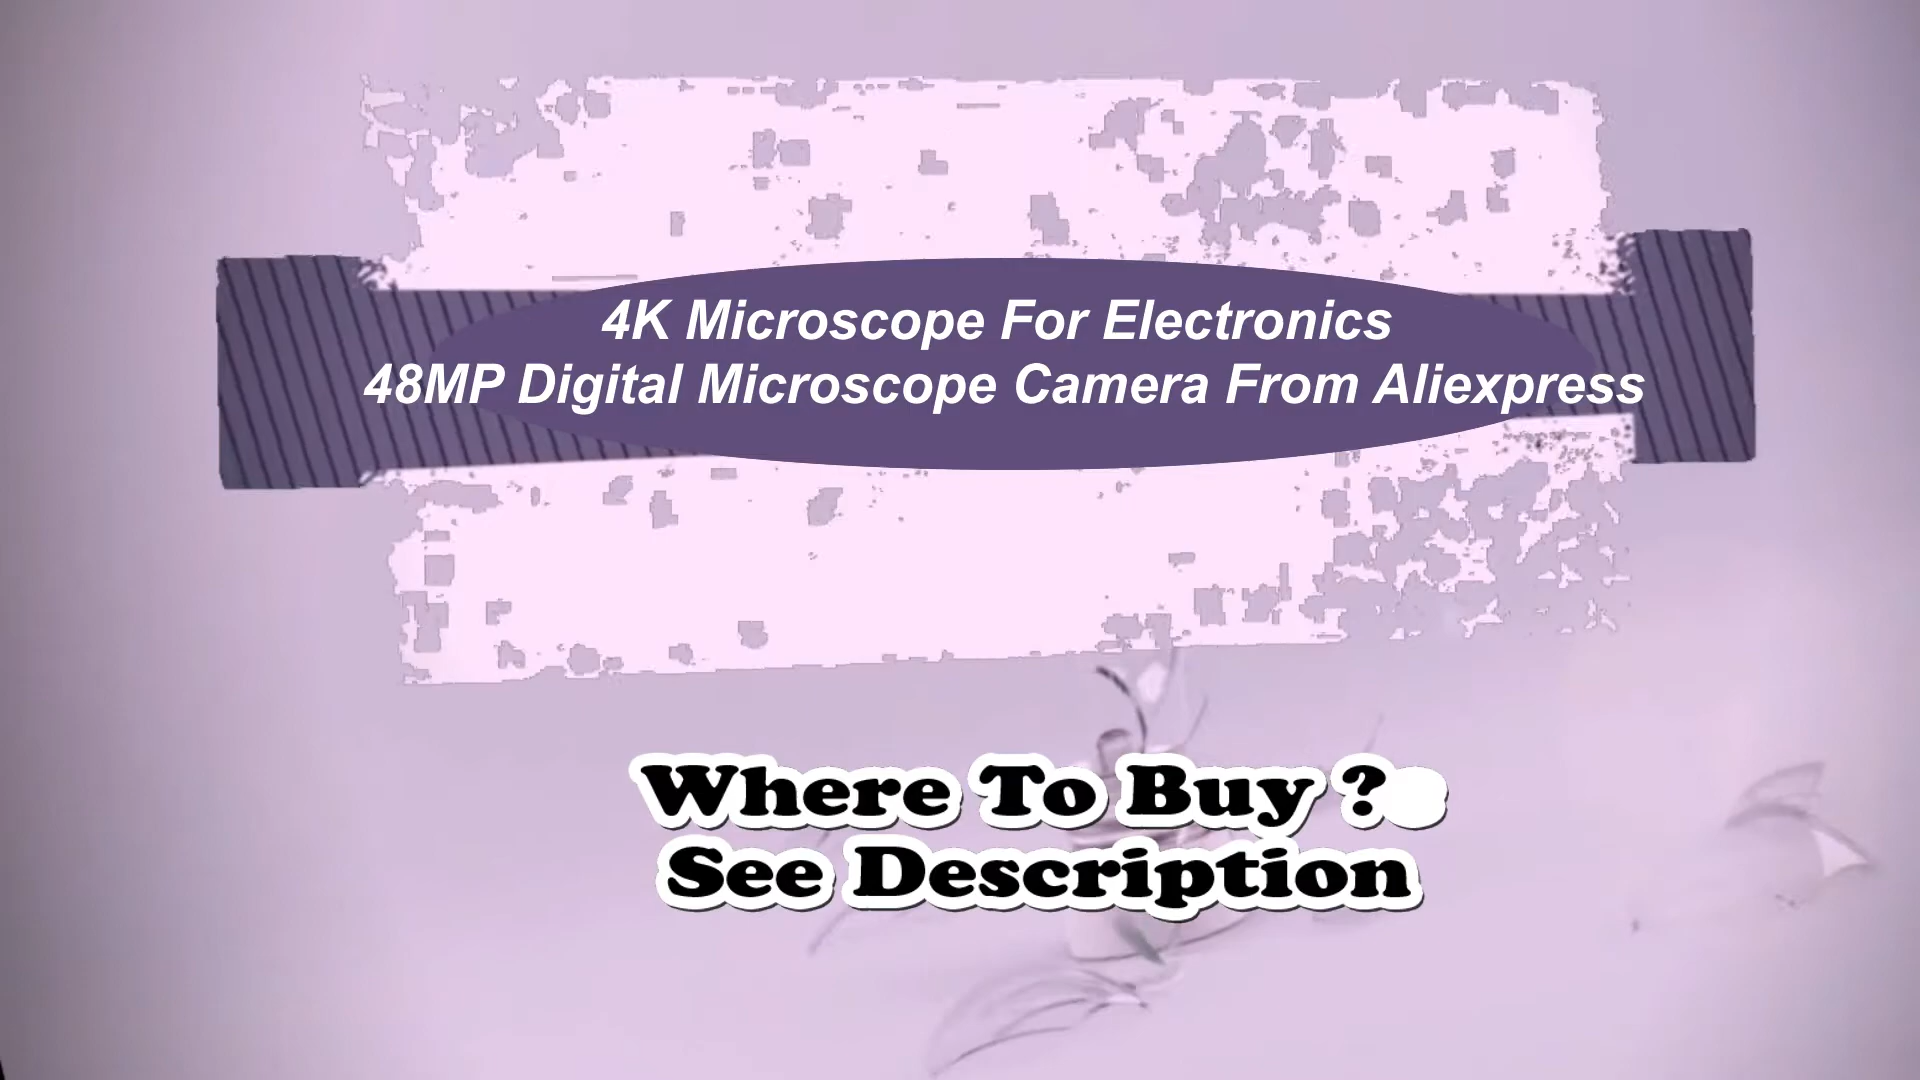 4K Microscope For Electronics
48MP Digital Microscope Camera From Aliexpress
Where To Buy ?
See Description